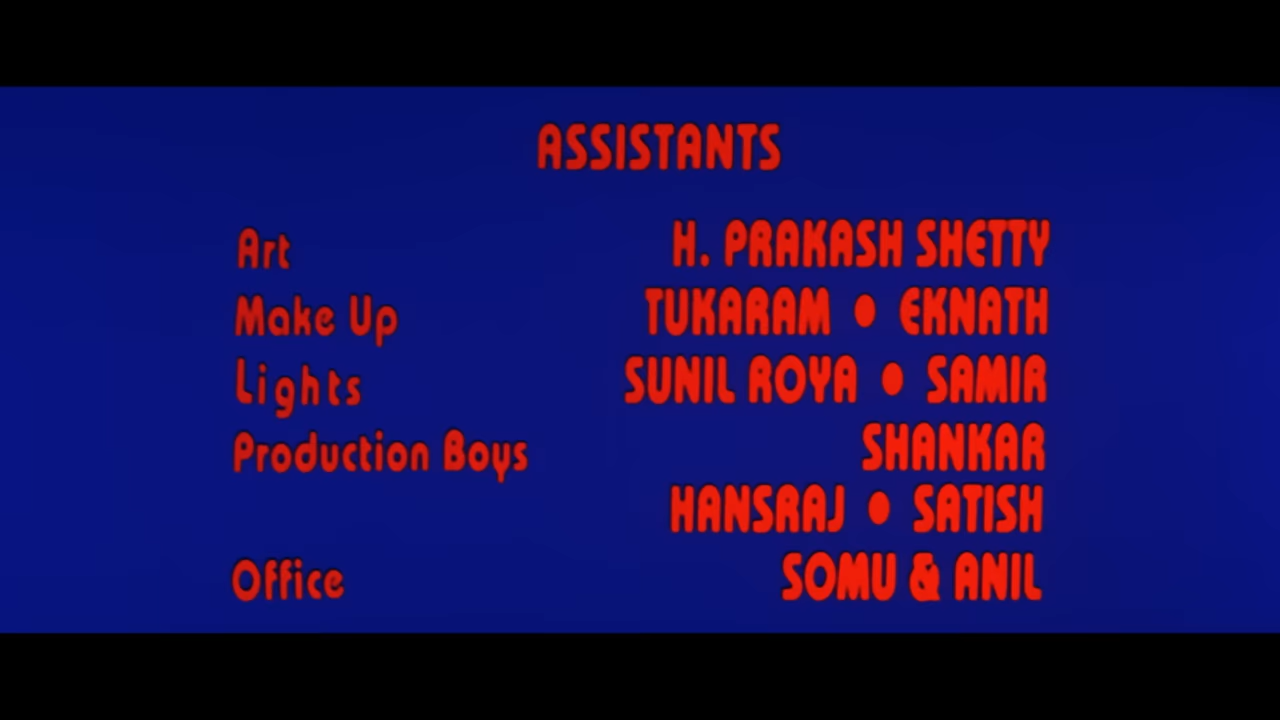 ASSISTANTS
Art H. PRAKASH SHETTY
Make Up TUKARAM • EKNATH
Lights SUNIL ROYA • SAMIR
Production Boys SHANKAR
HANSRAJ • SATISH
Office SOMU & ANIL